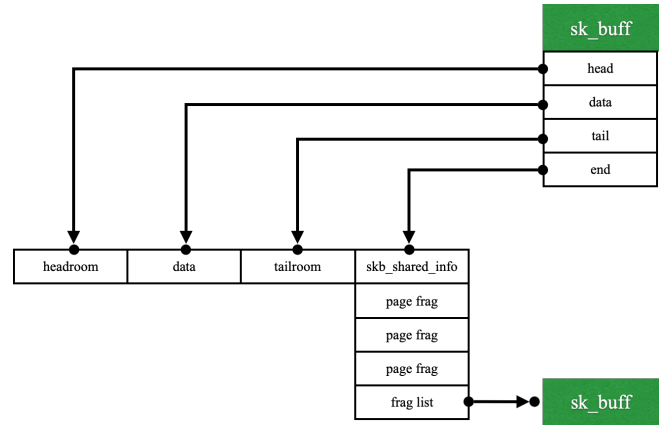 sk_buff
head
data
tail
end
headroom data tailroom skb_shared_info
page frag
page frag
page frag
frag list
sk_buff